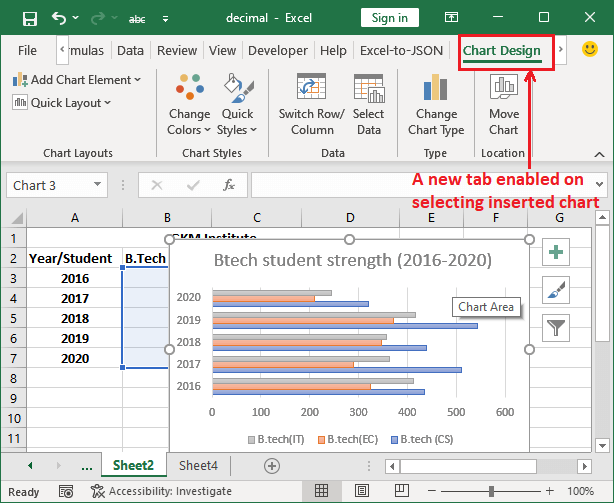 decimal - Excel
Sign in
File
rmulas
Data
Review
View
Developer
Help
Excel-to-JSON
Chart Design
Add Chart Element
Quick Layout
Change
Colors
Quick
Styles
Switch Row/
Column
Select
Data
Change
Chart Type
Move
Chart
Chart Layouts
Chart Styles
Data
Type
Location
A new tab enabled on
selecting inserted chart
Chart 3
fx
A B C D E F G
1
2 Year/Student B.Tech
3 2016
4 2017
5 2018
6 2019
7 2020
8
9
10
11
Btech student strength (2016-2020)
2020
2019
2018
2017
2016
Chart Area
0 100 200 300 400 500 600
B.tech(IT) B.tech(EC) B.tech (CS)
... Sheet2 Sheet4
Ready Accessibility: Investigate 100%